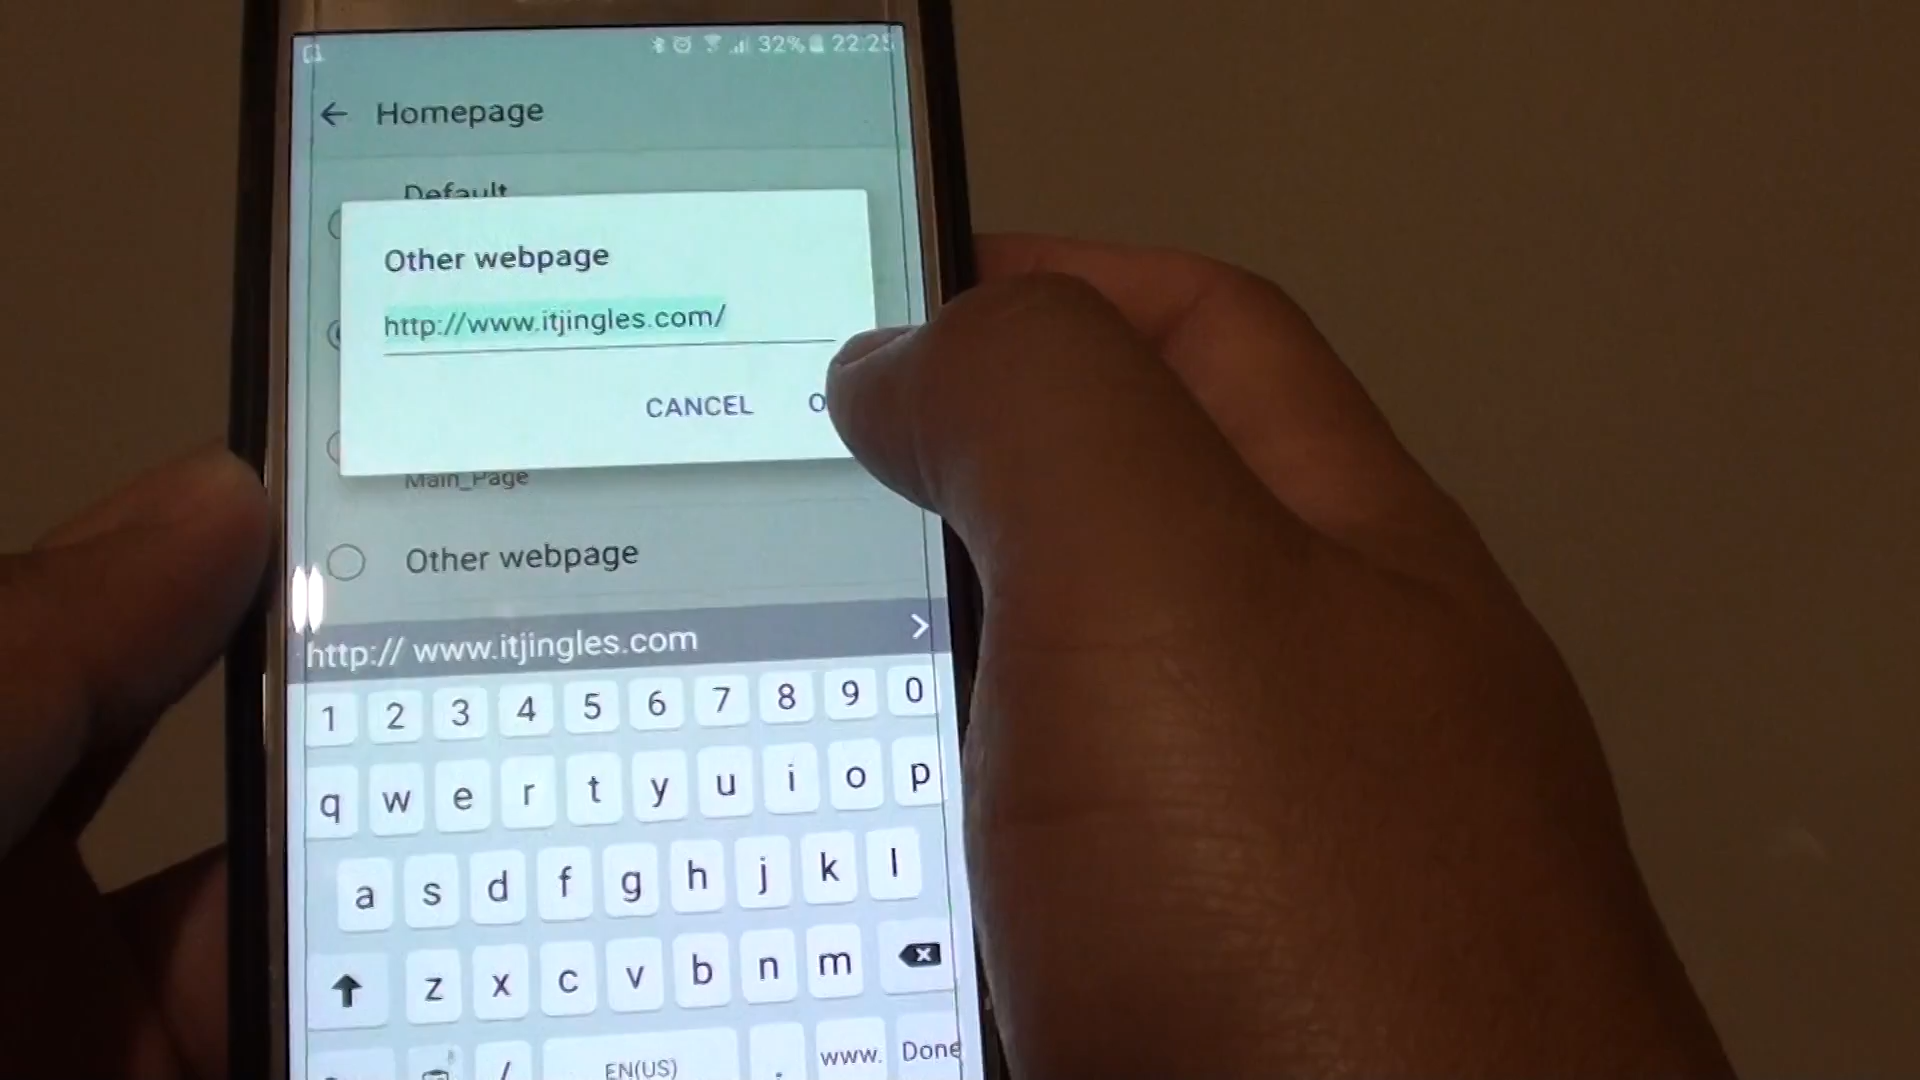 32% 22:25
Homepage
Default
Other webpage
http://www.itjingles.com/
CANCEL
Main_Page
Other webpage
http:// www.itjingles.com
1 2 3 4 5 6 7 8 9 0
q w e r t y u i o p
a s d f g h j k l
z x c v b n m
/ EN(US) . www. Done